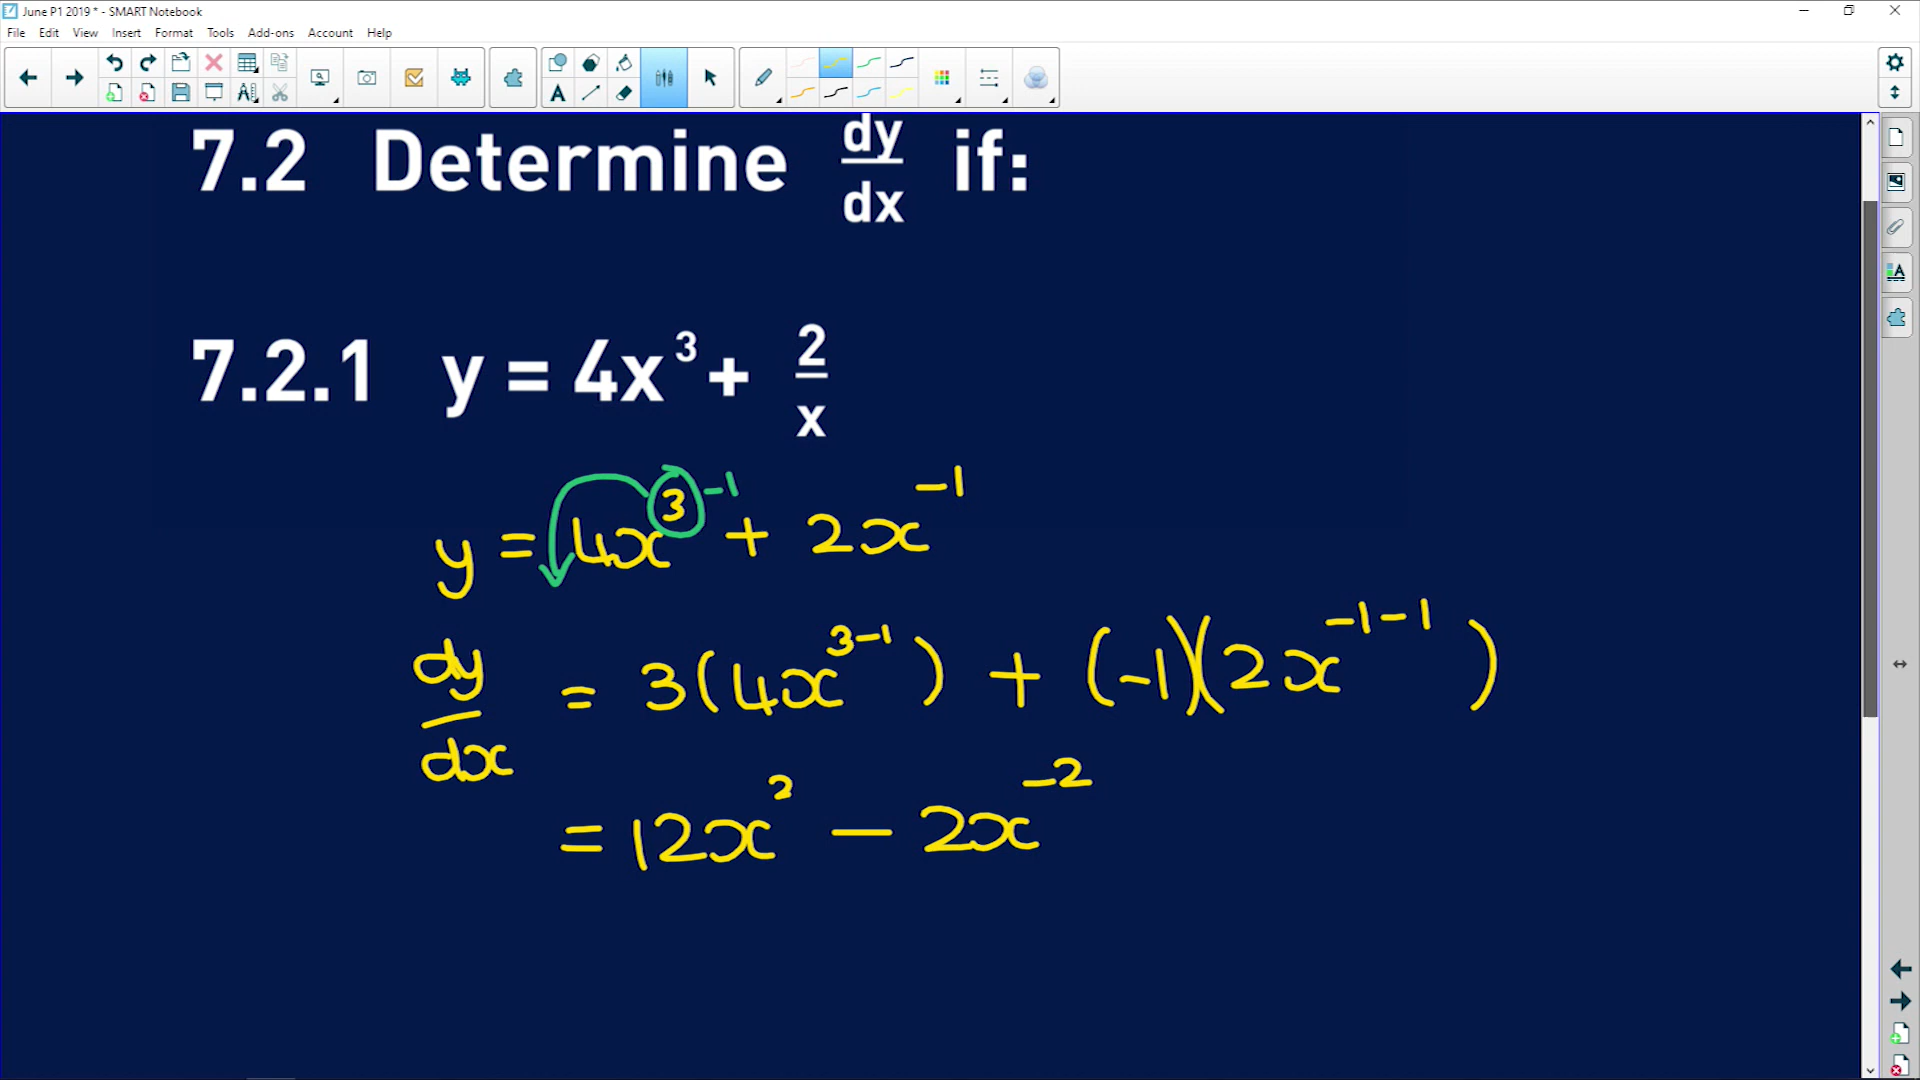 June P1 2019 * - SMART Notebook
File Edit View Insert Format Tools Add-ons Account Help
7.2 Determine dy/dx if:
7.2.1 y = 4x³ + 2/x
y = 4x³ ⁻¹ + 2x⁻¹
dy/dx = 3(4x³⁻¹) + (-1)(2x⁻¹⁻¹)
= 12x² - 2x⁻²